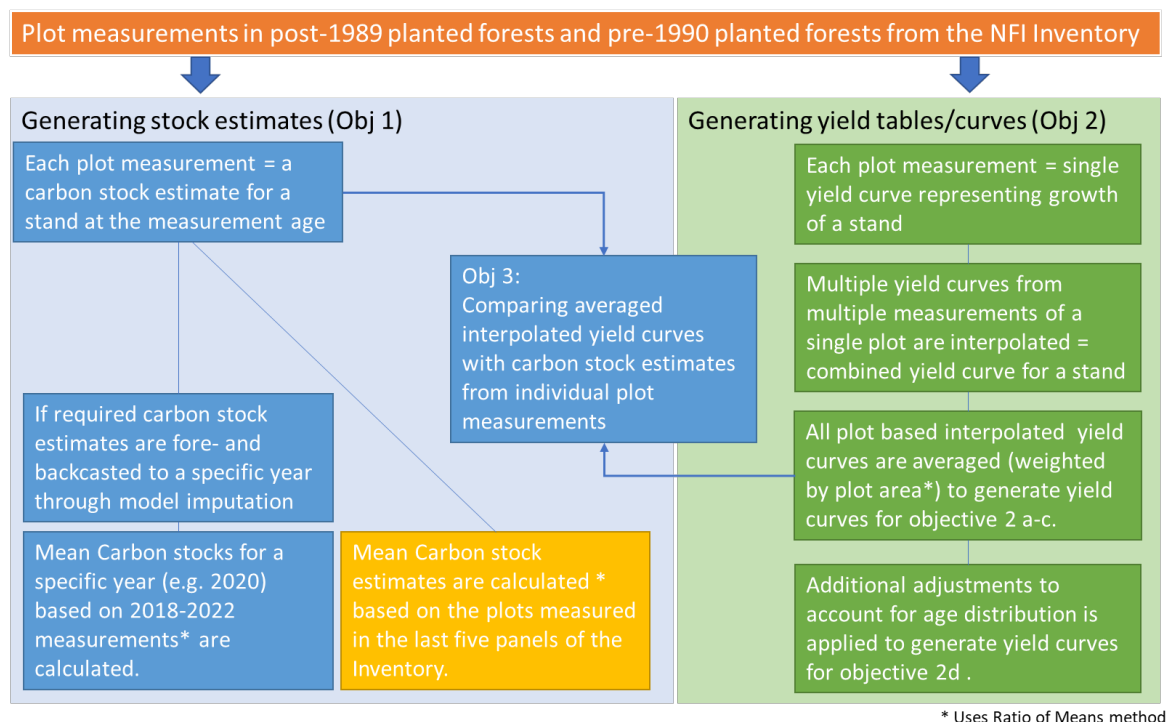 Plot measurements in post-1989 planted forests and pre-1990 planted forests from the NFI Inventory
Generating stock estimates (Obj 1)
Each plot measurement = a
carbon stock estimate for a
stand at the measurement age
If required carbon stock
estimates are fore- and
backcasted to a specific year
through model imputation
Mean Carbon stocks for a
specific year (e.g. 2020)
based on 2018-2022
measurements* are
calculated.
Mean Carbon stock
estimates are calculated *
based on the plots measured
in the last five panels of the
Inventory.
Obj 3:
Comparing averaged
interpolated yield curves
with carbon stock estimates
from individual plot
measurements
Generating yield tables/curves (Obj 2)
Each plot measurement = single
yield curve representing growth
of a stand
Multiple yield curves from
multiple measurements of a
single plot are interpolated =
combined yield curve for a stand
All plot based interpolated  yield
curves are averaged (weighted
by plot area*) to generate yield
curves for objective 2 a-c.
Additional adjustments to
account for age distribution is
applied to generate yield curves
for objective 2d .
* Uses Ratio of Means method